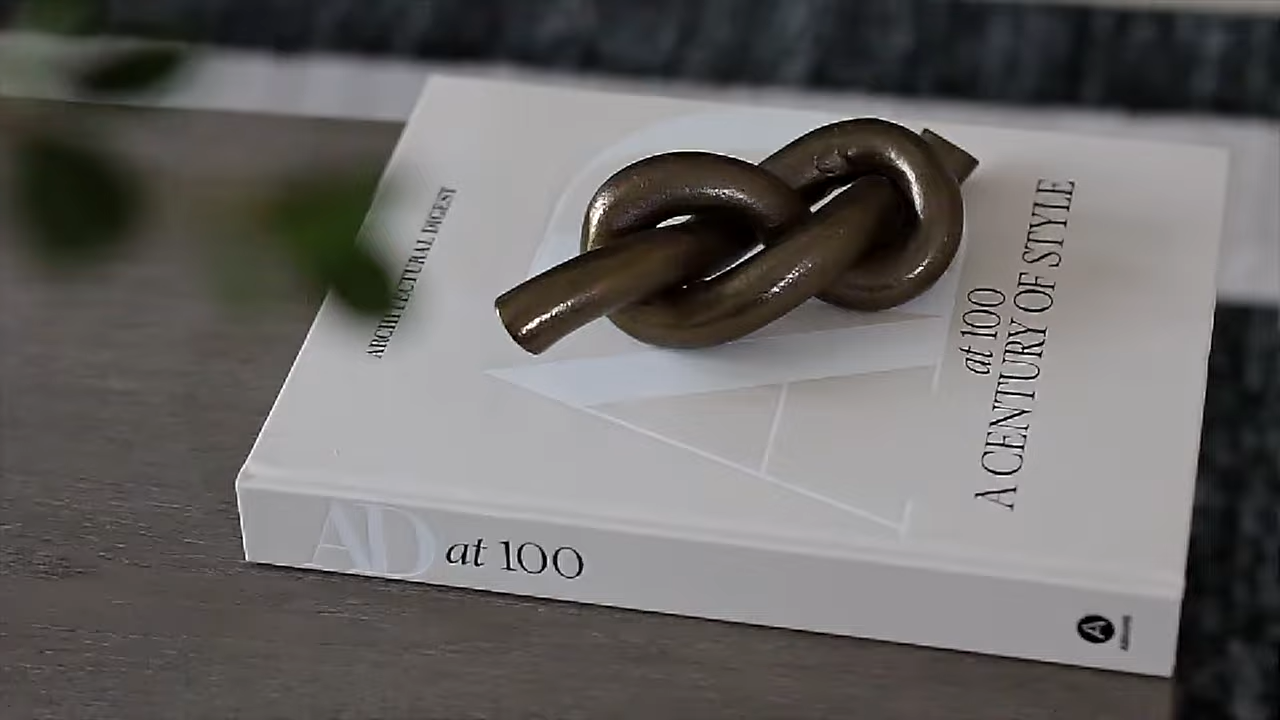 ARCHITECTURAL DIGEST
at 100
A CENTURY OF STYLE
AD at 100
A